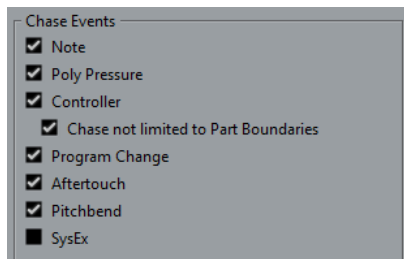 Chase Events
Note
Poly Pressure
Controller
Chase not limited to Part Boundaries
Program Change
Aftertouch
Pitchbend
SysEx